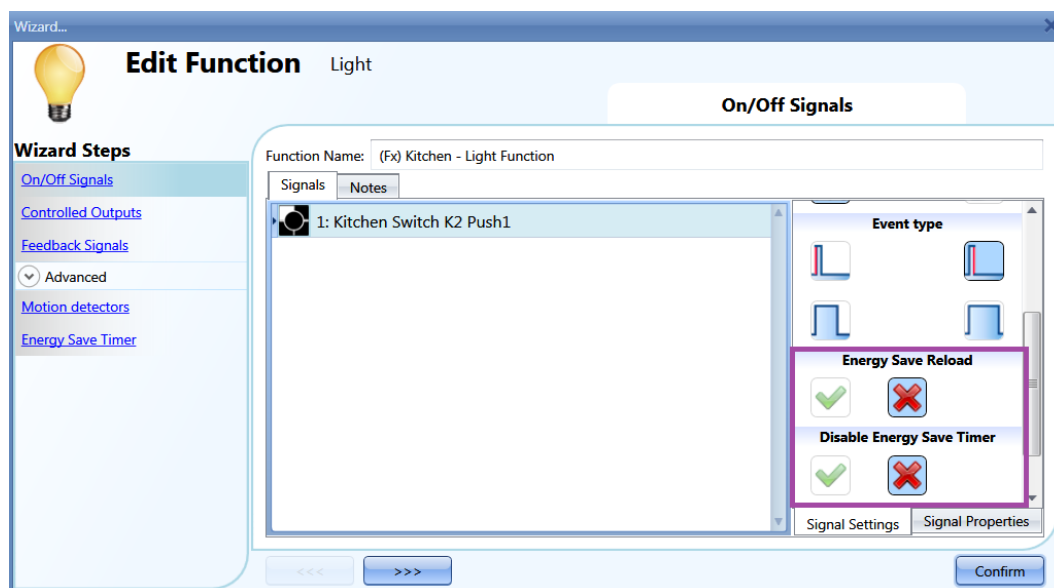 Wizard...
Edit Function Light
On/Off Signals
Wizard Steps
On/Off Signals
Controlled Outputs
Feedback Signals
Advanced
Motion detectors
Energy Save Timer
Function Name: (Fx) Kitchen - Light Function
Signals Notes
1: Kitchen Switch K2 Push1
Event type
Energy Save Reload
Disable Energy Save Timer
Signal Settings Signal Properties
<<< >>> Confirm